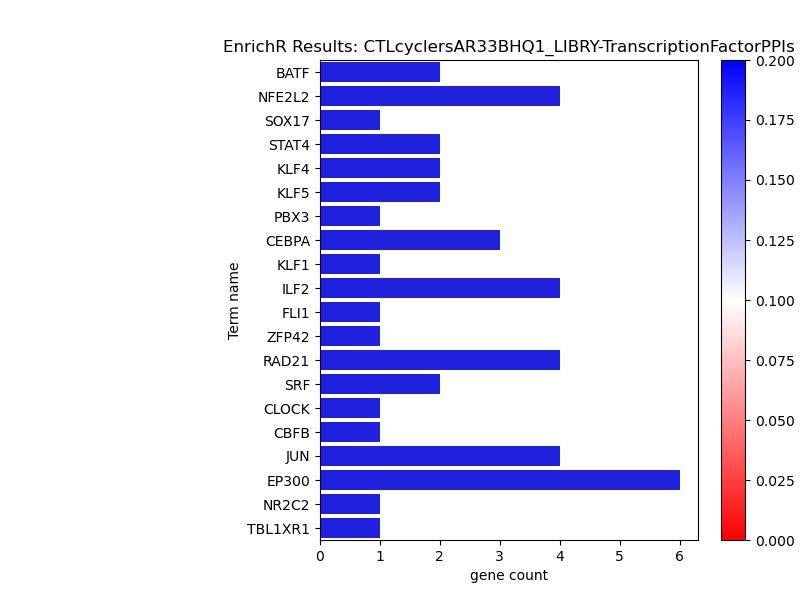 EnrichR Results: CTLcyclersAR33BHQ1_LIBRY-TranscriptionFactorPPIs
Term name
BATF
NFE2L2
SOX17
STAT4
KLF4
KLF5
PBX3
CEBPA
KLF1
ILF2
FLI1
ZFP42
RAD21
SRF
CLOCK
CBFB
JUN
EP300
NR2C2
TBL1XR1
0 1 2 3 4 5 6
gene count
0.200
0.175
0.150
0.125
0.100
0.075
0.050
0.025
0.000